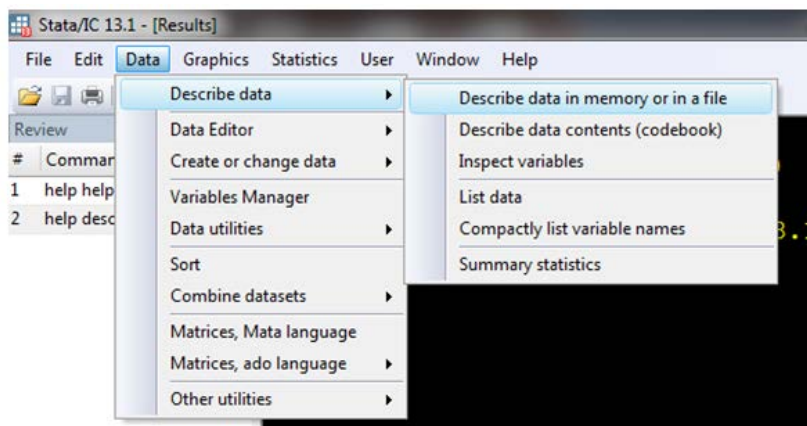 Stata/IC 13.1 - [Results]
File Edit Data Graphics Statistics User Window Help
Describe data
Data Editor
Create or change data
Variables Manager
Data utilities
Sort
Combine datasets
Matrices, Mata language
Matrices, ado language
Other utilities
Describe data in memory or in a file
Describe data contents (codebook)
Inspect variables
List data
Compactly list variable names
Summary statistics
Review
# Commar
1 help help
2 help desc